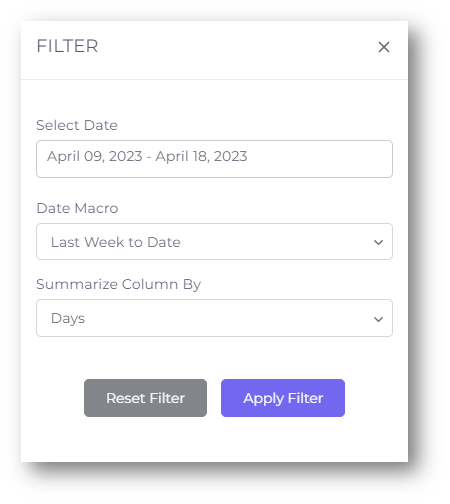 FILTER
Select Date
April 09, 2023 - April 18, 2023
Date Macro
Last Week to Date
Summarize Column By
Days
Reset Filter Apply Filter